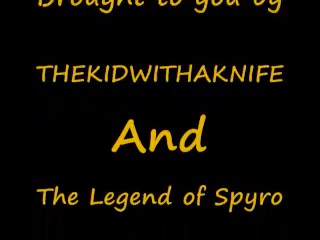 Brought to you by
THEKIDWITHAKNIFE
And
The Legend of Spyro